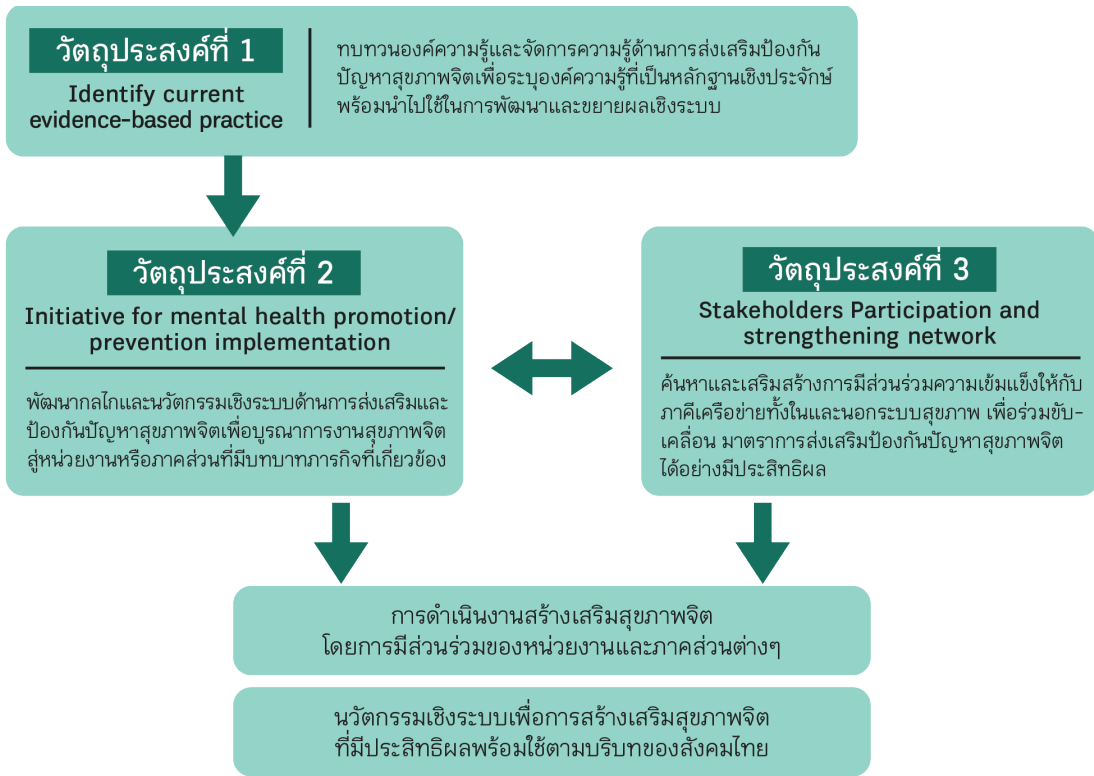 วัตถุประสงค์ที่ 1
Identify current
evidence-based practice
ทบทวนองค์ความรู้และจัดการความรู้ด้านการส่งเสริมป้องกัน
ปัญหาสุขภาพจิตเพื่อระบุองค์ความรู้ที่เป็นหลักฐานเชิงประจักษ์
พร้อมนำไปใช้ในการพัฒนาและขยายผลเชิงระบบ
วัตถุประสงค์ที่ 2
Initiative for mental health promotion/
prevention implementation
พัฒนากลไกและนวัตกรรมเชิงระบบด้านการส่งเสริมและ
ป้องกันปัญหาสุขภาพจิตเพื่อบูรณาการงานสุขภาพจิต
สู่หน่วยงานหรือภาคส่วนที่มีบทบาทภารกิจที่เกี่ยวข้อง
วัตถุประสงค์ที่ 3
Stakeholders Participation and
strengthening network
ค้นหาและเสริมสร้างการมีส่วนร่วมความเข้มแข็งให้กับ
ภาคีเครือข่ายทั้งในและนอกระบบสุขภาพ เพื่อร่วมขับ-
เคลื่อน มาตราการส่งเสริมป้องกันปัญหาสุขภาพจิต
ได้อย่างมีประสิทธิผล
การดำเนินงานสร้างเสริมสุขภาพจิต
โดยการมีส่วนร่วมของหน่วยงานและภาคส่วนต่างๆ
นวัตกรรมเชิงระบบเพื่อการสร้างเสริมสุขภาพจิต
ที่มีประสิทธิผลพร้อมใช้ตามบริบทของสังคมไทย